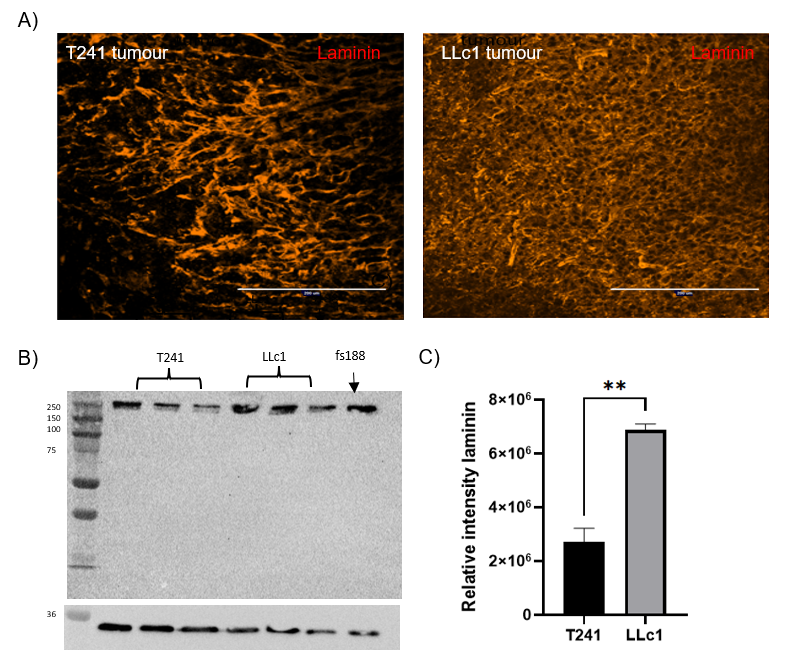 A)
T241 tumour
Laminin
LLc1 tumour
Laminin
B)
T241
LLc1
fs188
250
150
100
75
36
C)
Relative intensity laminin
8×10⁶
6×10⁶
4×10⁶
2×10⁶
0
**
T241
LLc1